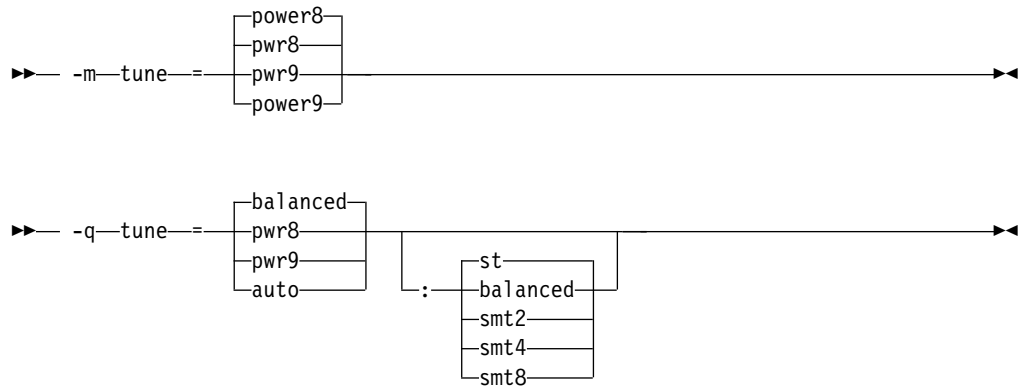 power8
pwr8
-m tune = pwr9
power9
balanced
-q tune = pwr8
pwr9 st
auto : balanced
smt2
smt4
smt8